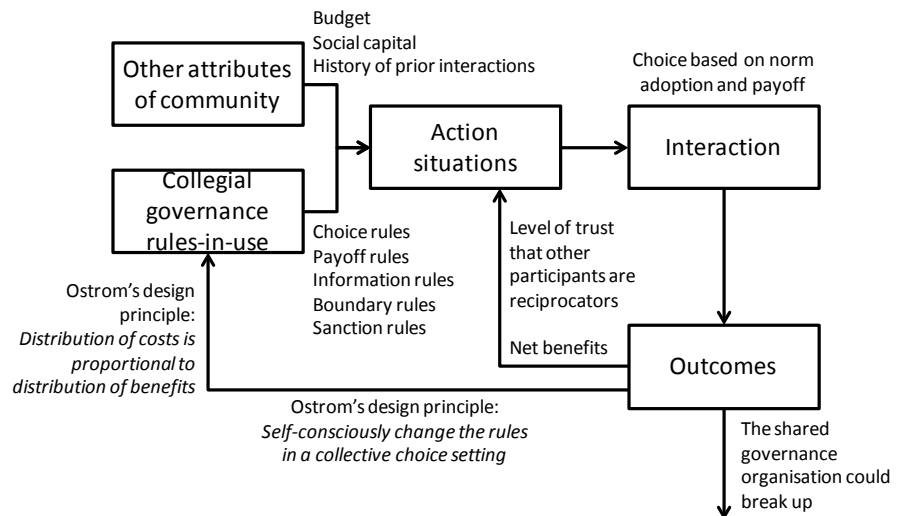 Budget
Social capital
History of prior interactions
Other attributes
of community
Choice based on norm
adoption and payoff
Action
situations
Interaction
Collegial
governance
rules-in-use
Choice rules
Payoff rules
Information rules
Boundary rules
Sanction rules
Level of trust
that other
participants are
reciprocators
Ostrom’s design
principle:
Distribution of costs is
proportional to
distribution of benefits
Net benefits
Outcomes
Ostrom’s design principle:
Self-consciously change the rules
in a collective choice setting
The shared
governance
organisation could
break up